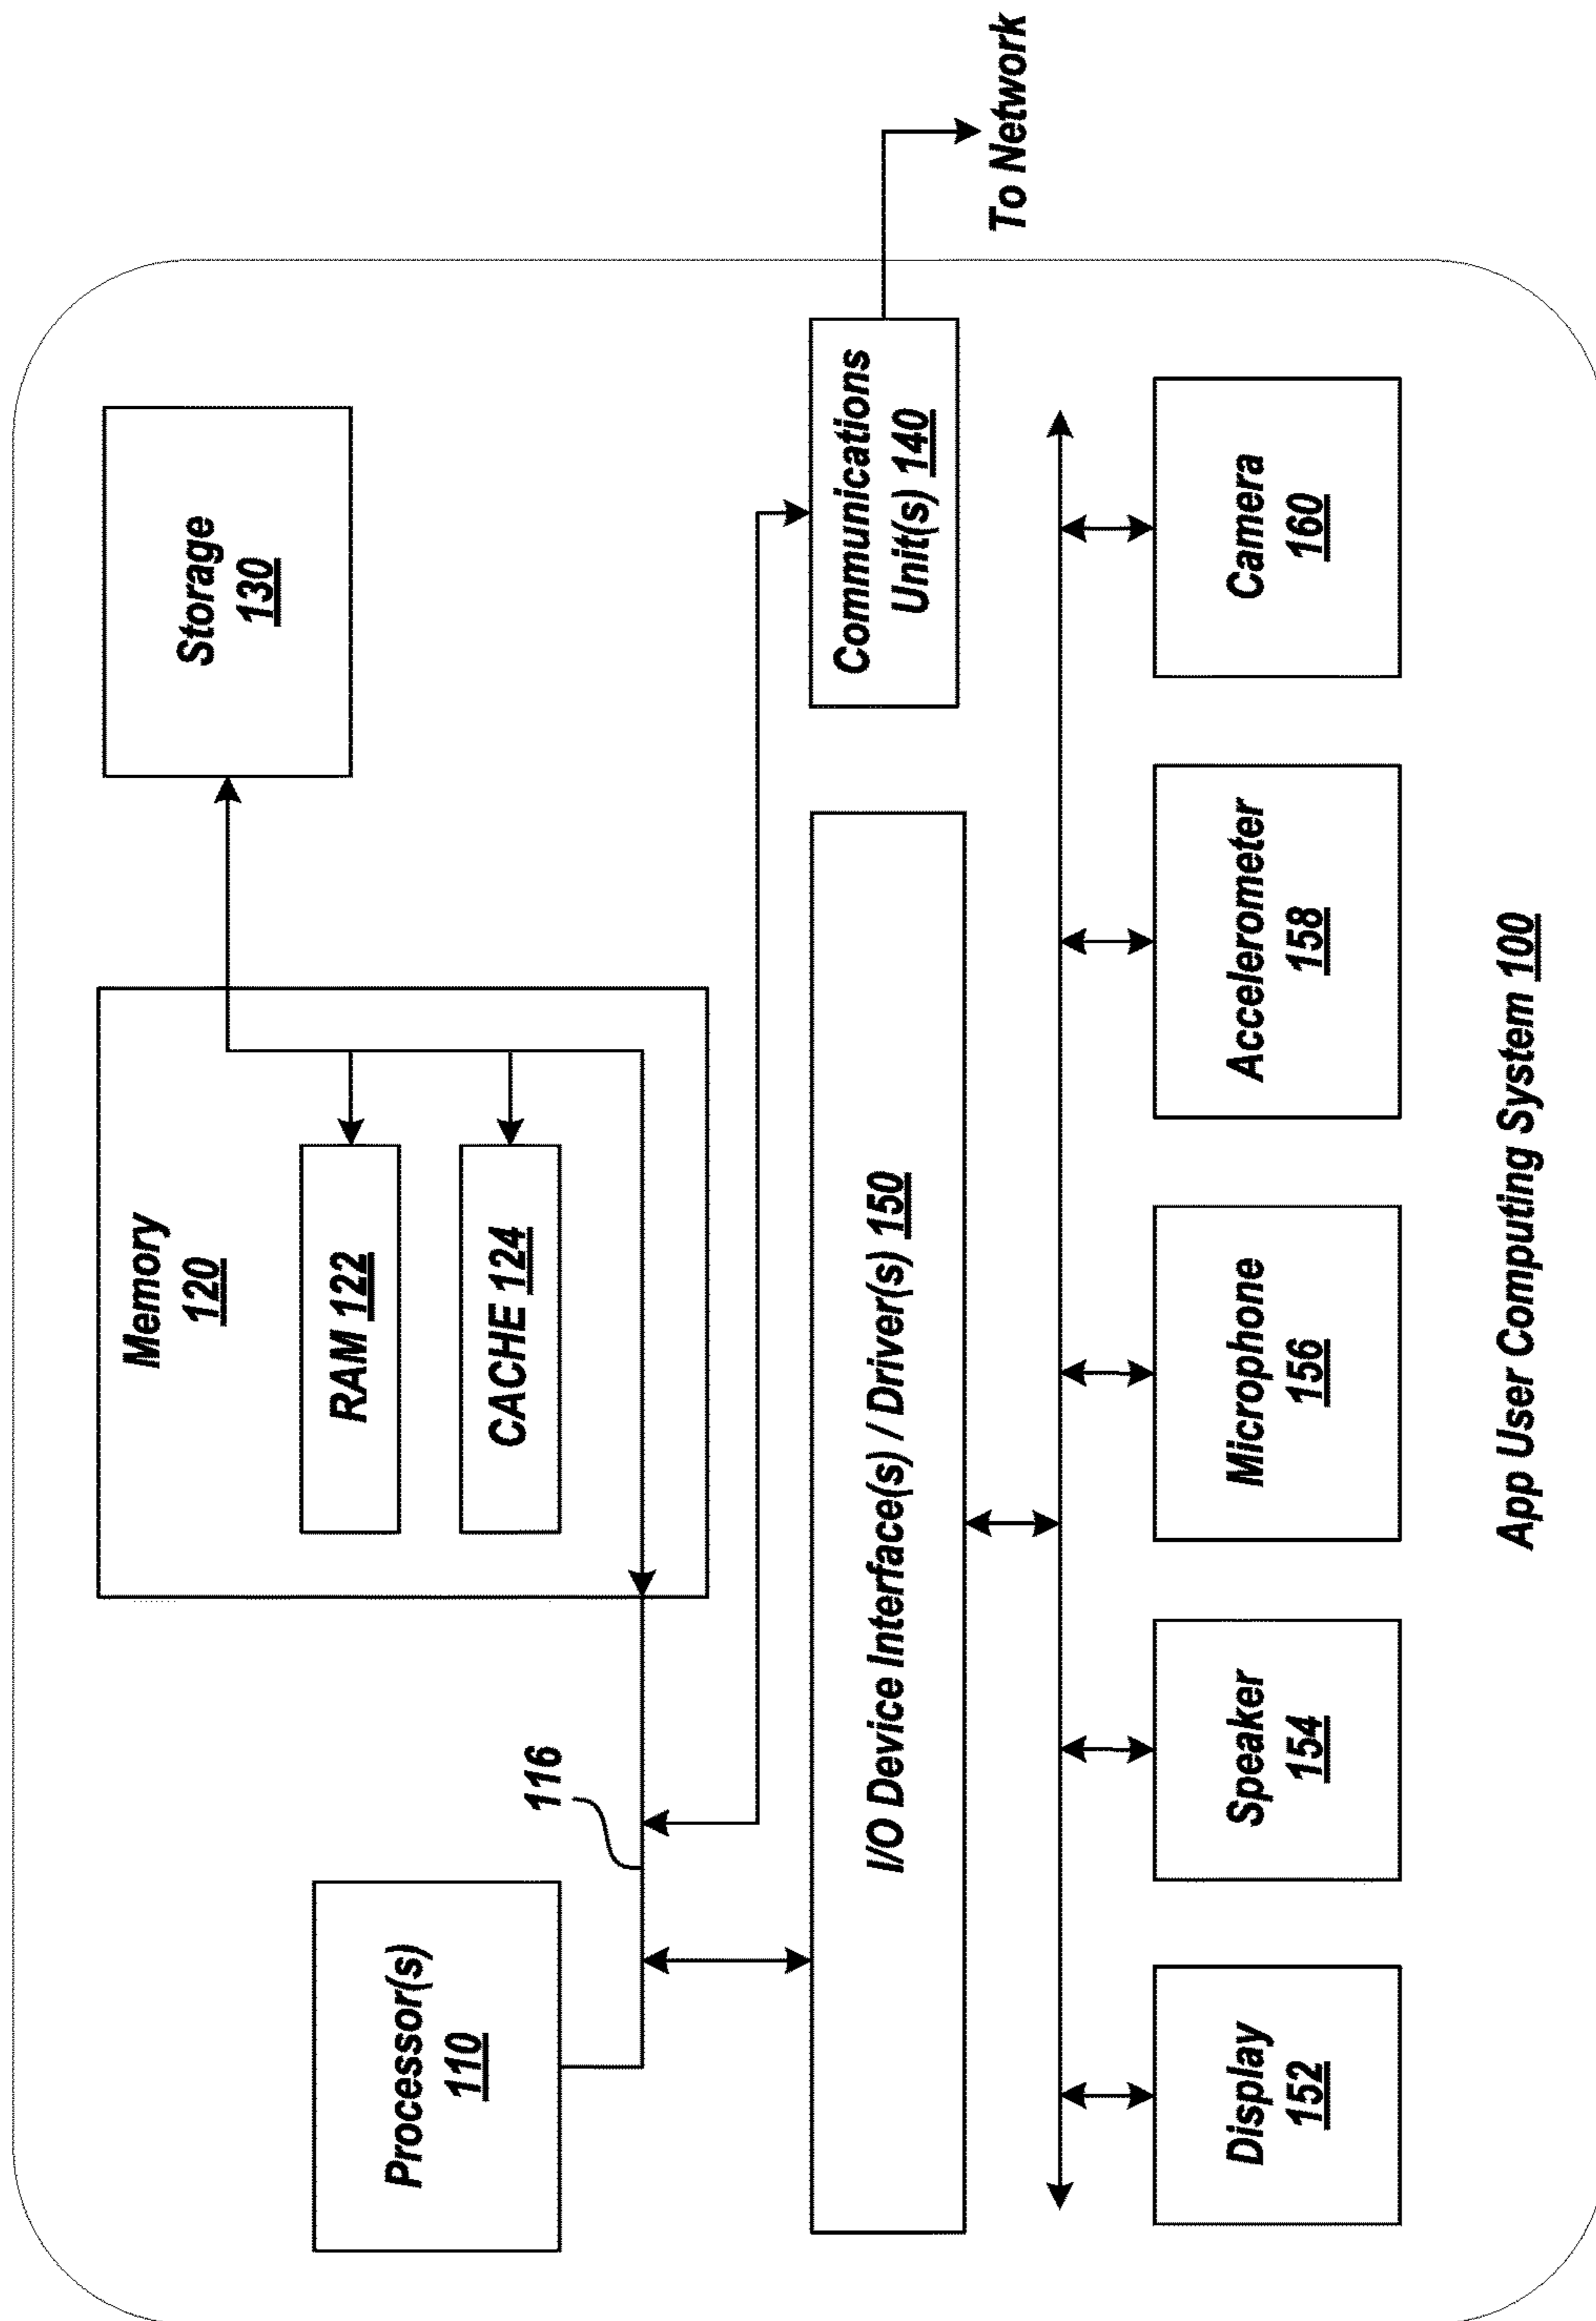 Memory
120
Storage
130
RAM 122
Processor(s)
110
CACHE 124
116
I/O Device Interface(s) / Driver(s) 150
Communications
Unit(s) 140
To Network
Display
152
Speaker
154
Microphone
156
Accelerometer
158
Camera
160
App User Computing System 100